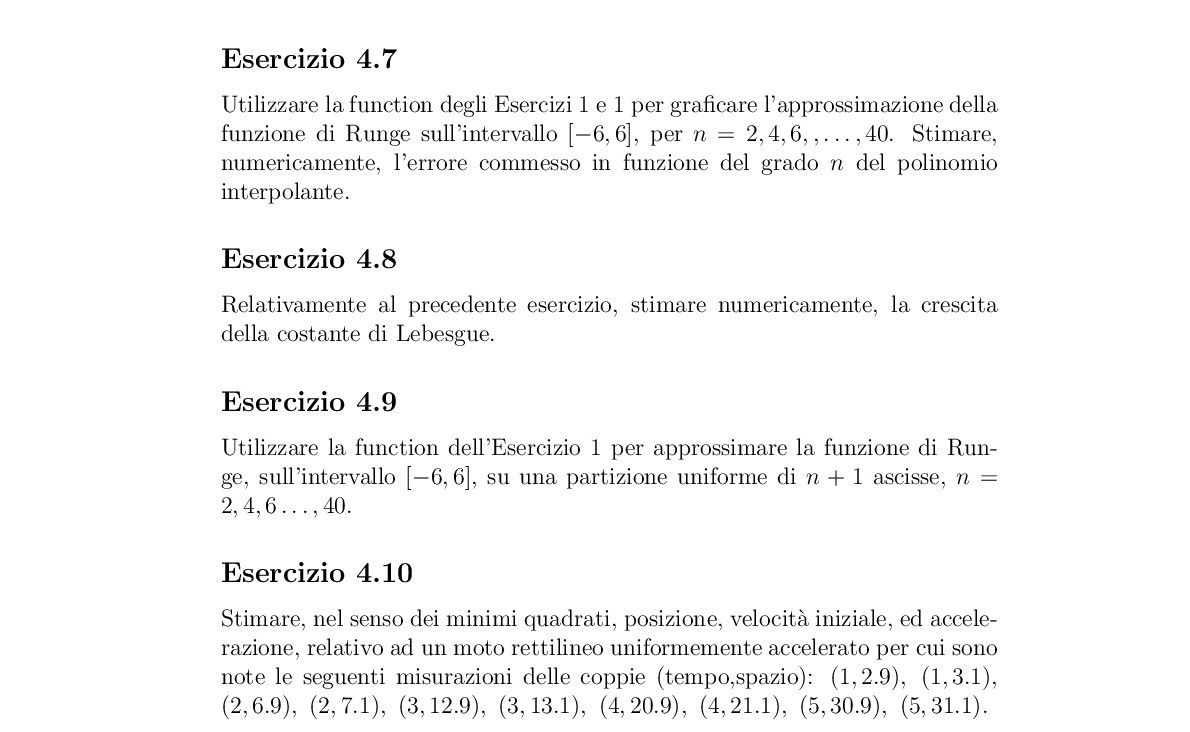 Esercizio 4.7
Utilizzare la function degli Esercizi 1 e 1 per graficare l'approssimazione della
funzione di Runge sull'intervallo [−6, 6], per n = 2, 4, 6, , . . . , 40. Stimare,
numericamente, l'errore commesso in funzione del grado n del polinomio
interpolante.
Esercizio 4.8
Relativamente al precedente esercizio, stimare numericamente, la crescita
della costante di Lebesgue.
Esercizio 4.9
Utilizzare la function dell'Esercizio 1 per approssimare la funzione di Run-
ge, sull'intervallo [−6, 6], su una partizione uniforme di n + 1 ascisse, n =
2, 4, 6 . . . , 40.
Esercizio 4.10
Stimare, nel senso dei minimi quadrati, posizione, velocità iniziale, ed accele-
razione, relativo ad un moto rettilineo uniformemente accelerato per cui sono
note le seguenti misurazioni delle coppie (tempo,spazio): (1, 2.9), (1, 3.1),
(2, 6.9), (2, 7.1), (3, 12.9), (3, 13.1), (4, 20.9), (4, 21.1), (5, 30.9), (5, 31.1).